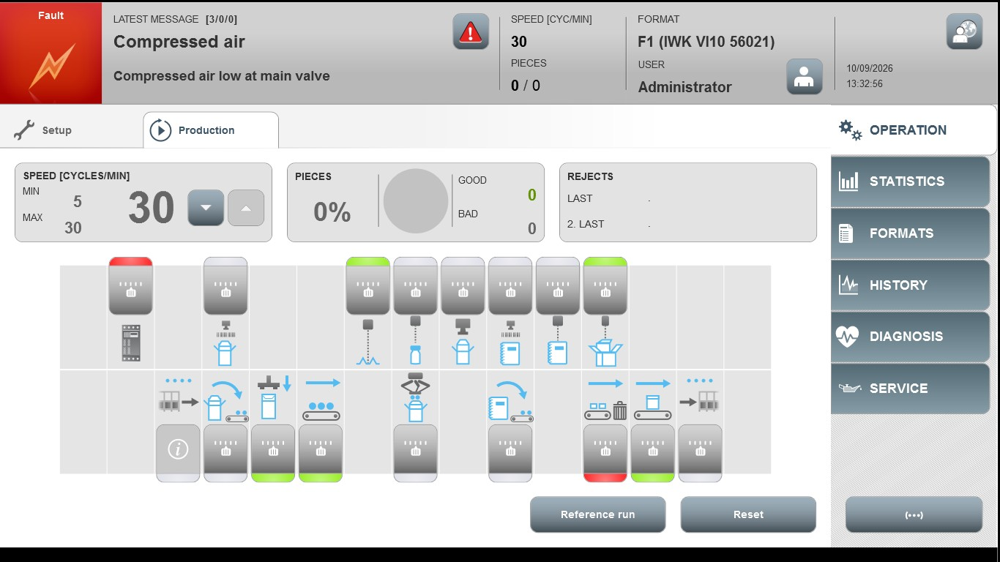 Fault
LATEST MESSAGE [3/0/0]
Compressed air
Compressed air low at main valve
SPEED [CYC/MIN]
30
PIECES
0 / 0
FORMAT
F1 (IWK VI10 56021)
USER
Administrator
10/09/2026
13:32:56
Setup
Production
SPEED [CYCLES/MIN]
MIN
5
MAX
30
30
PIECES
0%
GOOD
0
BAD
0
REJECTS
LAST .
2. LAST .
OPERATION
STATISTICS
FORMATS
HISTORY
DIAGNOSIS
SERVICE
i
Reference run
Reset
(•••)